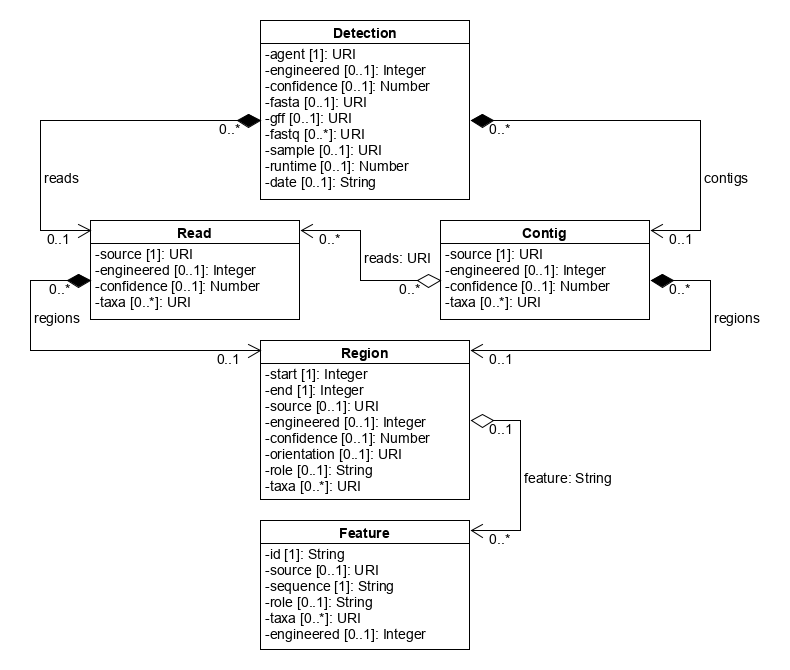 Detection
-agent [1]: URI
-engineered [0..1]: Integer
-confidence [0..1]: Number
-fasta [0..1]: URI
-gff [0..1]: URI
-fastq [0..*]: URI
-sample [0..1]: URI
-runtime [0..1]: Number
-date [0..1]: String
0..*
0..*
reads
contigs
0..1
Read
-source [1]: URI
-engineered [0..1]: Integer
-confidence [0..1]: Number
-taxa [0..*]: URI
0..*
reads: URI
0..*
Contig
-source [1]: URI
-engineered [0..1]: Integer
-confidence [0..1]: Number
-taxa [0..*]: URI
0..1
0..*
regions
0..1
0..*
regions
0..1
Region
-start [1]: Integer
-end [1]: Integer
-source [0..1]: URI
-engineered [0..1]: Integer
-confidence [0..1]: Number
-orientation [0..1]: URI
-role [0..1]: String
-taxa [0..*]: URI
0..1
feature: String
0..*
Feature
-id [1]: String
-source [0..1]: URI
-sequence [1]: String
-role [0..1]: String
-taxa [0..*]: URI
-engineered [0..1]: Integer